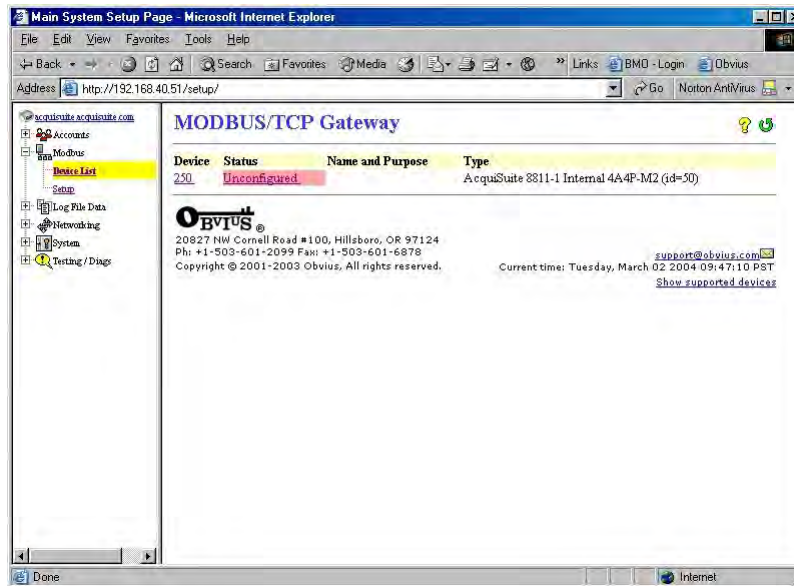 Main System Setup Page - Microsoft Internet Explorer
File Edit View Favorites Tools Help
Back Search Favorites Media » Links BMO - Login Obvius
Address http://192.168.40.51/setup/ Go Norton AntiVirus
acquisuite.acquisuite.com
Accounts
Modbus
Device List
Setup
Log File Data
Networking
System
Testing / Diags
MODBUS/TCP Gateway
Device Status Name and Purpose Type
250 Unconfigured AcquiSuite 8811-1 Internal 4A4P-M2 (id=50)
OBVIUS ®
20827 NW Cornell Road #100, Hillsboro, OR 97124
Ph: +1-503-601-2099 Fax: +1-503-601-6878
Copyright © 2001-2003 Obvius, All rights reserved.
support@obvius.com
Current time: Tuesday, March 02 2004 09:47:10 PST
Show supported devices
Done Internet